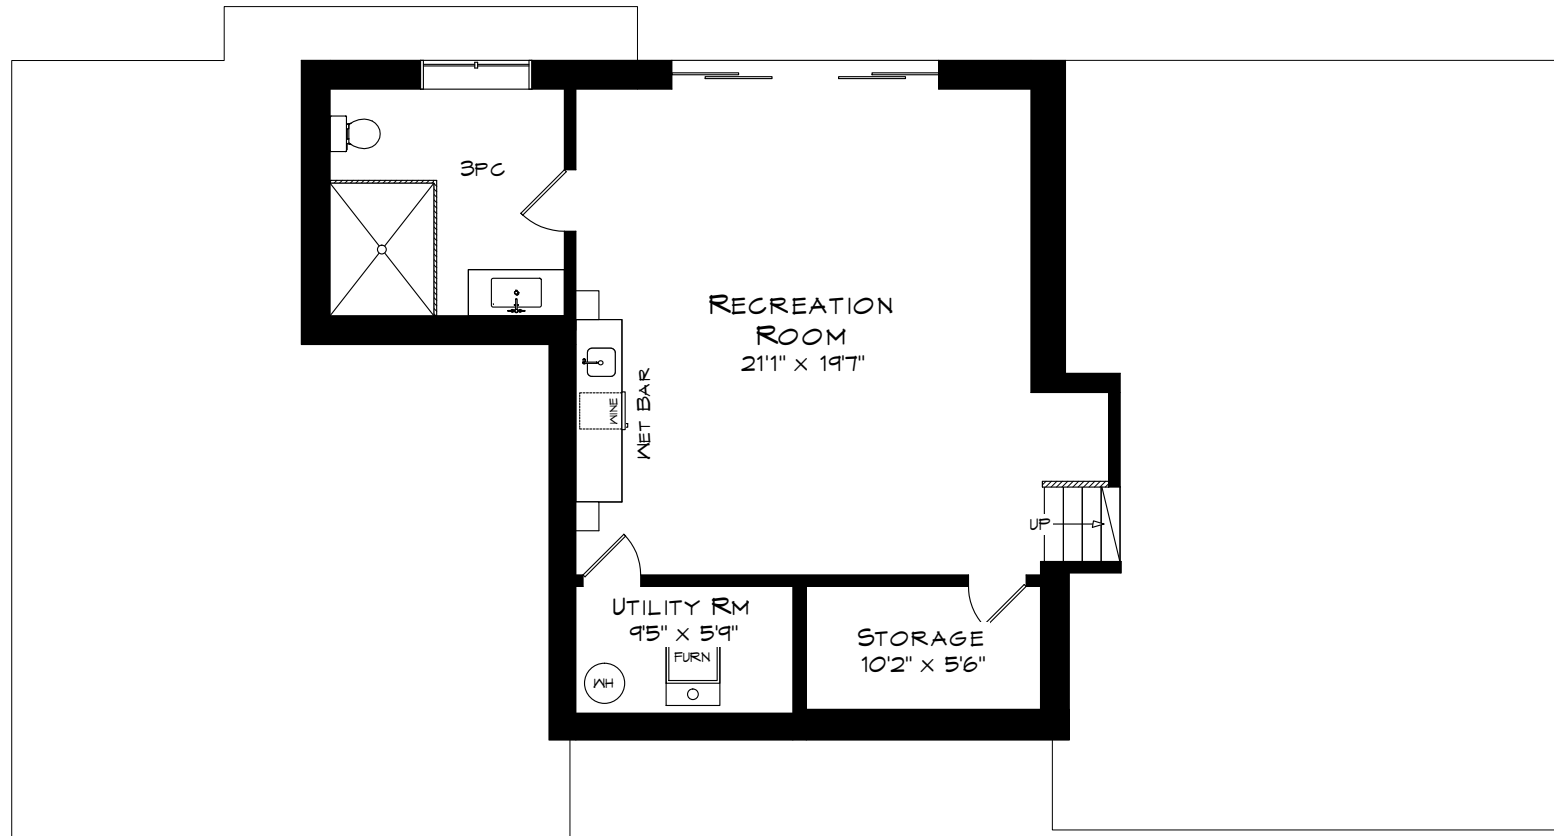 3PC
RECREATION
ROOM
21'1" x 19'7"
WINE
WET BAR
UP
UTILITY RM
9'5" x 5'9"
FURN
WH
STORAGE
10'2" x 5'6"